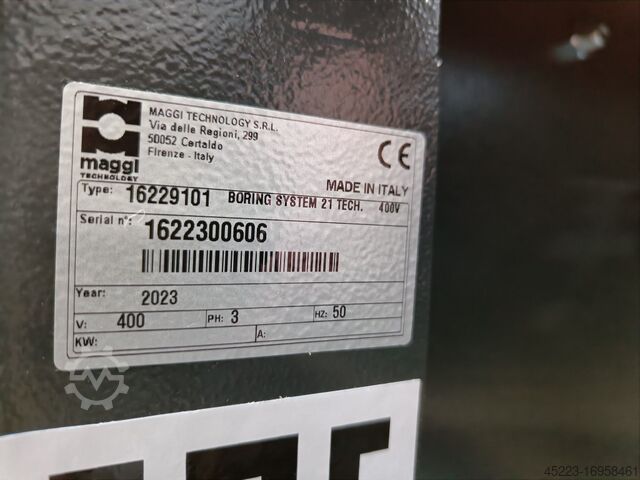 MAGGI TECHNOLOGY S.R.L.
Via delle Regioni, 299
50052 Certaldo
Firenze - Italy
maggi
TECHNOLOGY
CE
MADE IN ITALY
Type: 16229101 BORING SYSTEM 21 TECH. 400V
Serial n°: 1622300606
Year: 2023
V: 400 PH: 3 HZ: 50
KW: A:
45223-16958461